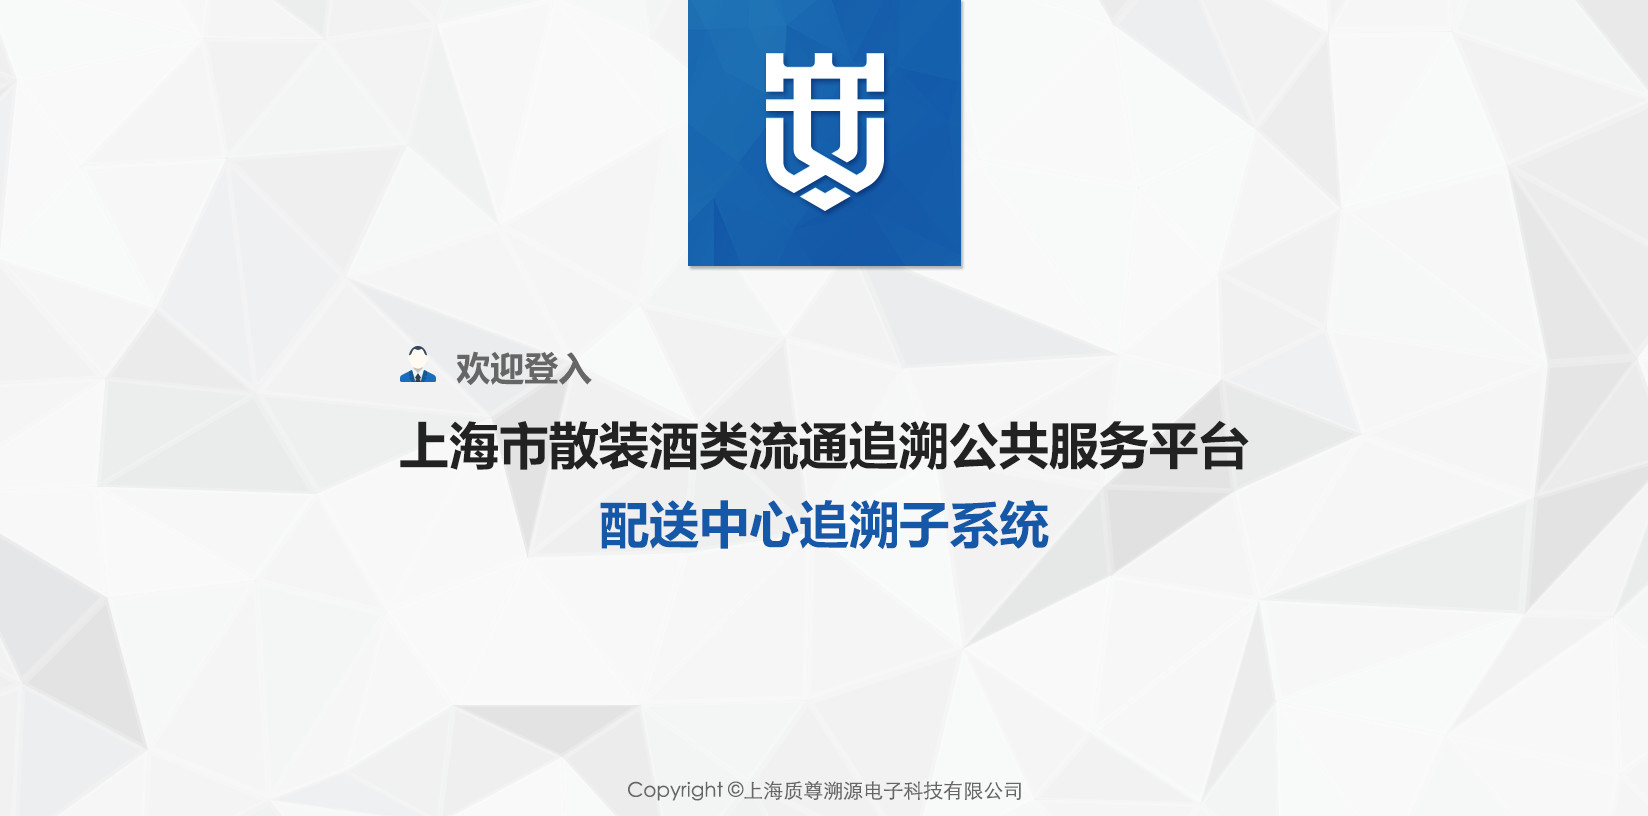 欢迎登入
上海市散装酒类流通追溯公共服务平台
配送中心追溯子系统
Copyright ©上海质尊溯源电子科技有限公司